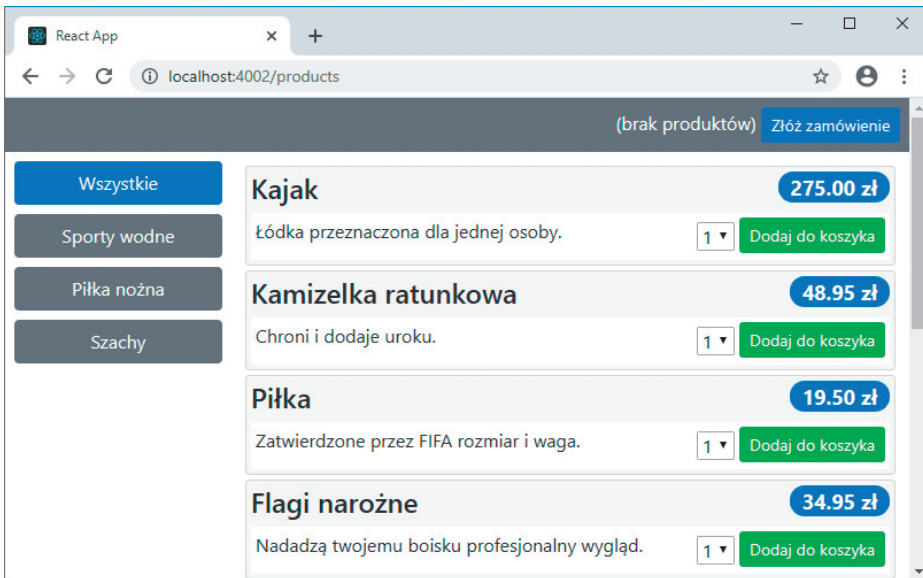 React App
localhost:4002/products
(brak produktów) Złóż zamówienie
Wszystkie
Sporty wodne
Piłka nożna
Szachy
Kajak 275.00 zł
Łódka przeznaczona dla jednej osoby. 1 Dodaj do koszyka
Kamizelka ratunkowa 48.95 zł
Chroni i dodaje uroku. 1 Dodaj do koszyka
Piłka 19.50 zł
Zatwierdzone przez FIFA rozmiar i waga. 1 Dodaj do koszyka
Flagi narożne 34.95 zł
Nadadzą twojemu boisku profesjonalny wygląd. 1 Dodaj do koszyka